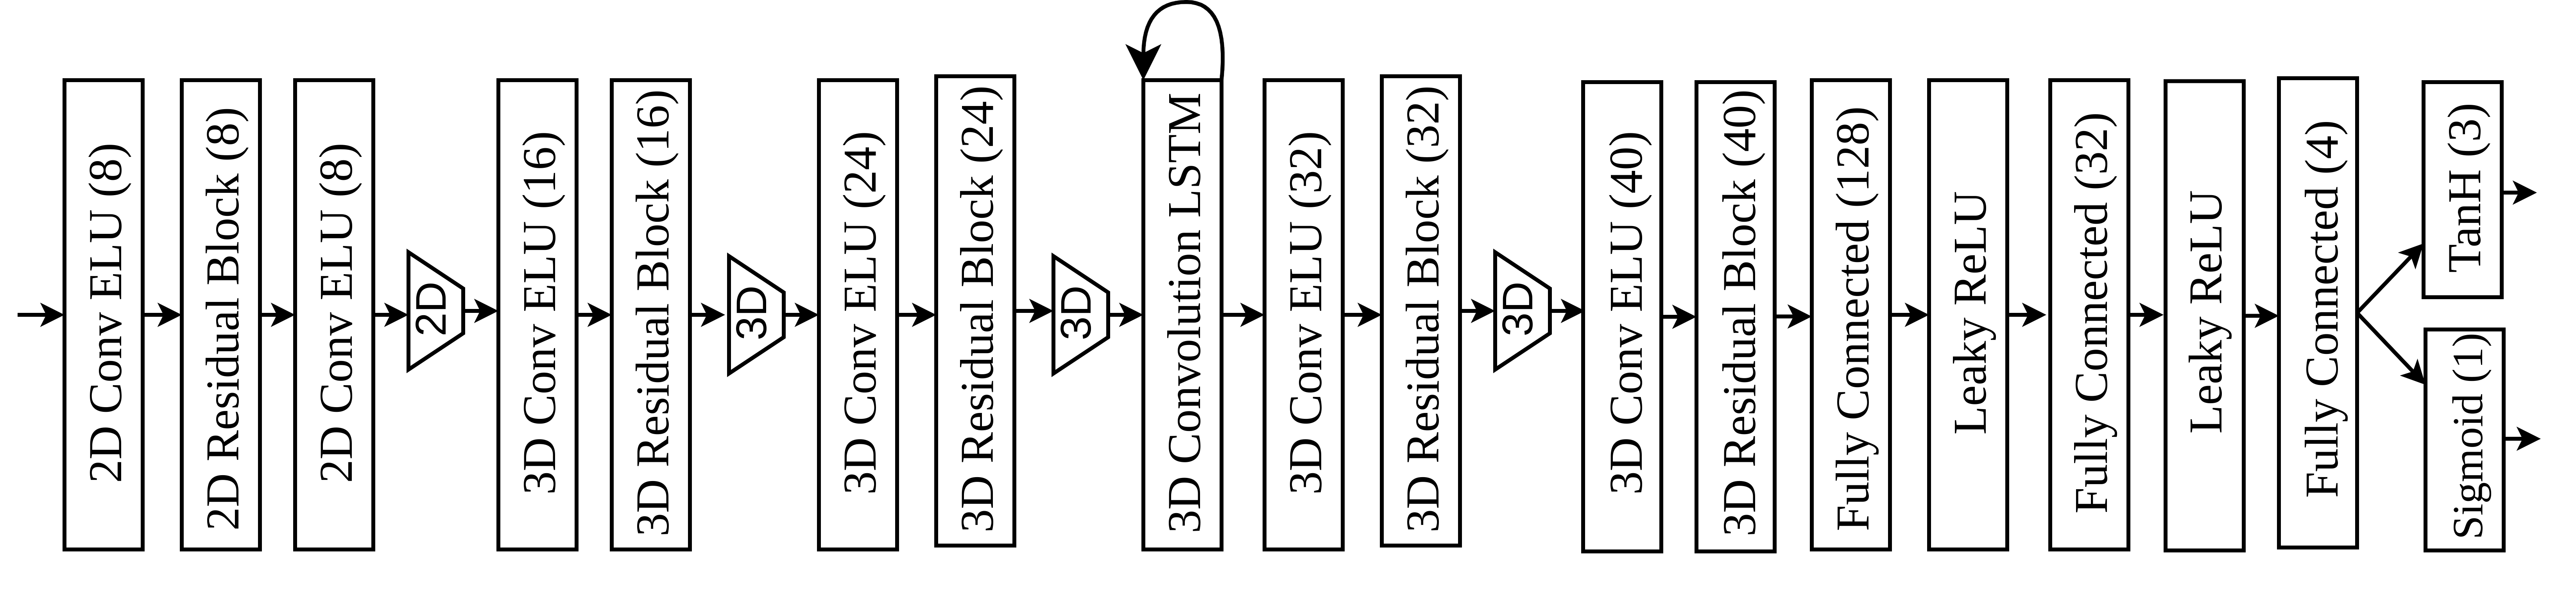 2D Conv ELU (8)
2D Residual Block (8)
2D Conv ELU (8)
2D
3D Conv ELU (16)
3D Residual Block (16)
3D
3D Conv ELU (24)
3D Residual Block (24)
3D
3D Convolution LSTM
3D Conv ELU (32)
3D Residual Block (32)
3D
3D Conv ELU (40)
3D Residual Block (40)
Fully Connected (128)
Leaky ReLU
Fully Connected (32)
Leaky ReLU
Fully Connected (4)
TanH (3)
Sigmoid (1)